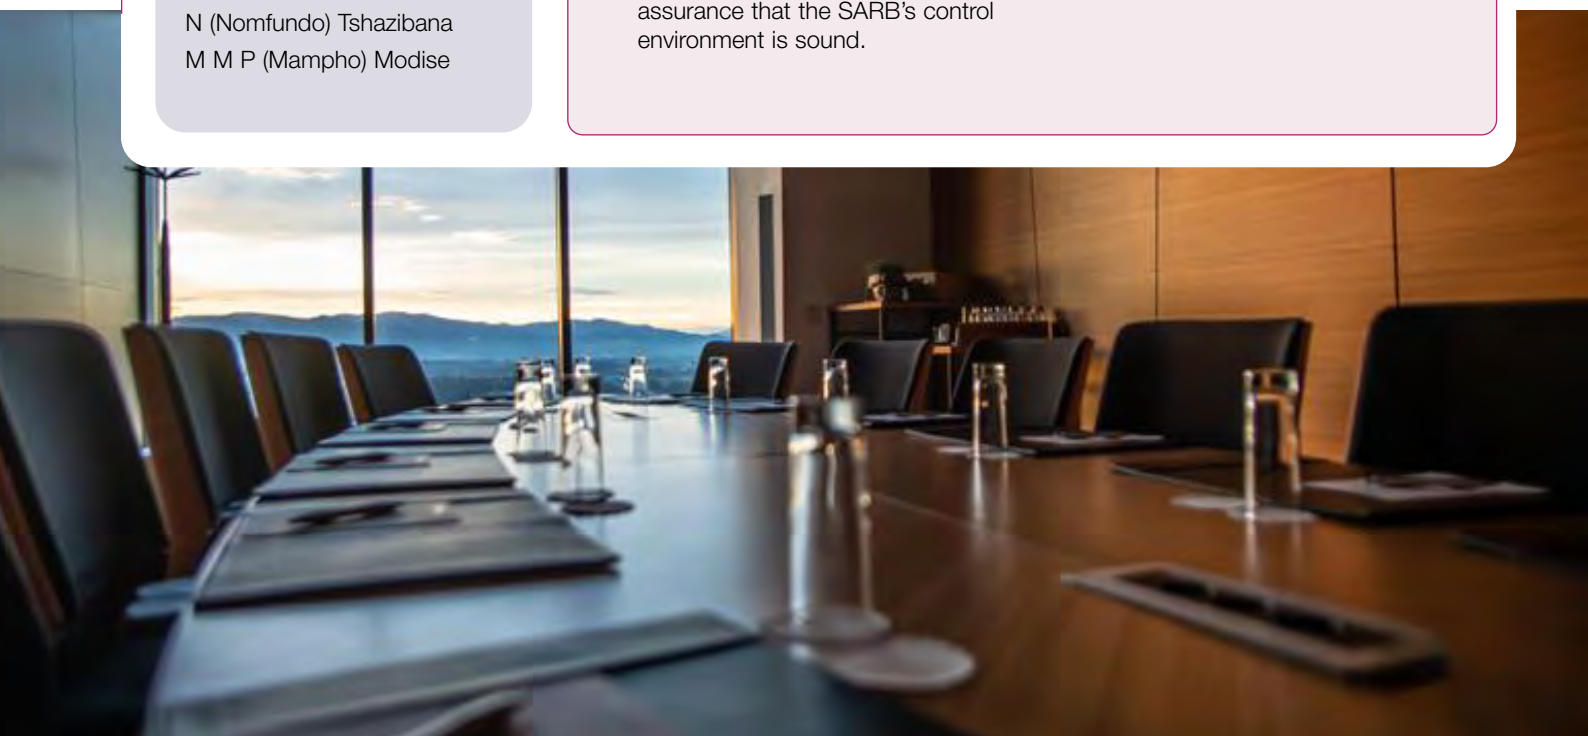 N (Nomfundo) Tshazibana
M M P (Mampho) Modise
assurance that the SARB’s control
environment is sound.